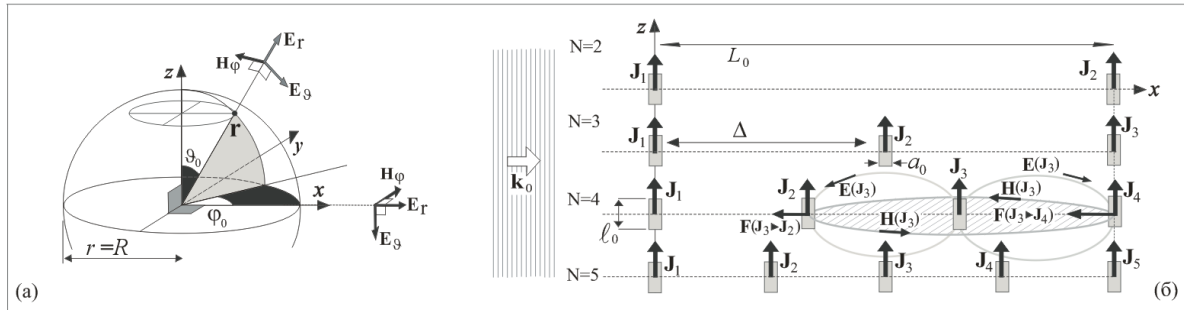 E_r
H_φ
E_ϑ
z
r
ϑ_0
y
x
φ_0
H_φ
E_r
E_ϑ
r = R
(a)
k_0
z
N=2
L_0
J_1
J_2
x
N=3
Δ
J_1
J_2
J_3
a_0
N=4
J_1
J_2
E(J_3)
J_3
H(J_3)
E(J_3)
J_4
ℓ_0
F(J_3▸J_2)
H(J_3)
F(J_3▸J_4)
N=5
J_1
J_2
J_3
J_4
J_5
(б)